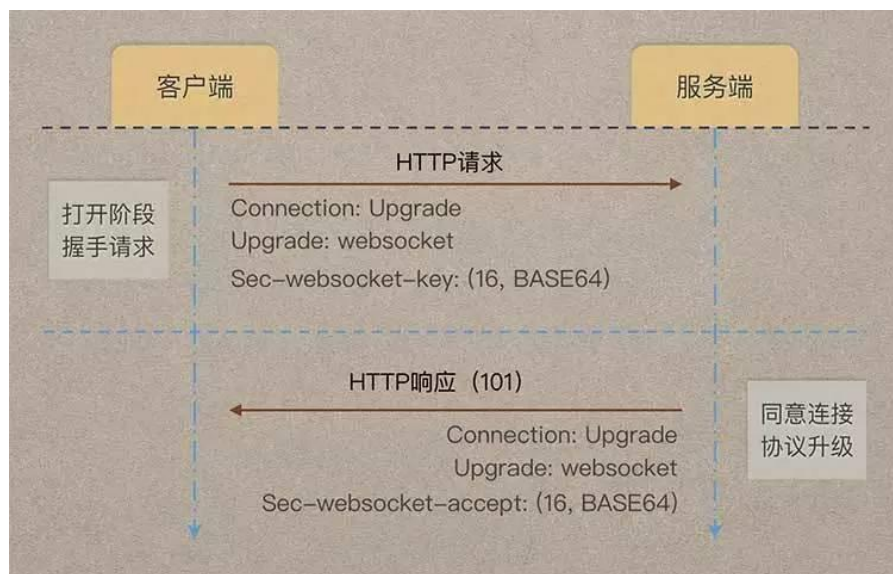 客户端
服务端
HTTP请求
打开阶段
握手请求
Connection: Upgrade
Upgrade: websocket
Sec-websocket-key: (16, BASE64)
HTTP响应（101）
同意连接
协议升级
Connection: Upgrade
Upgrade: websocket
Sec-websocket-accept: (16, BASE64)